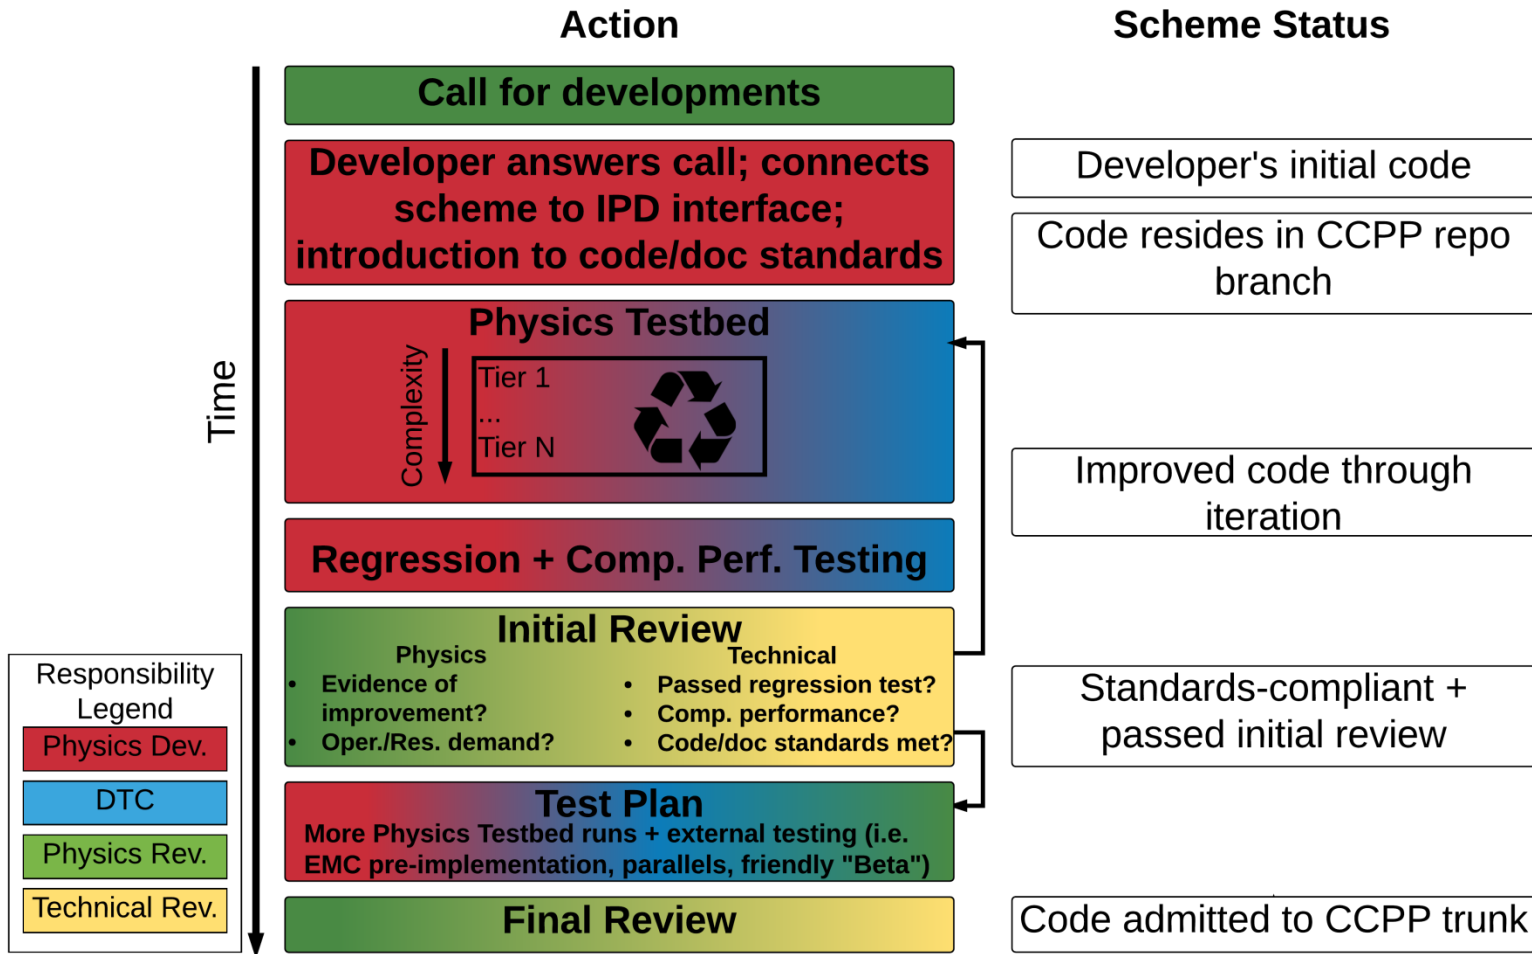 Action
Scheme Status
Call for developments
Developer answers call; connects
scheme to IPD interface;
introduction to code/doc standards
Developer's initial code
Code resides in CCPP repo
branch
Physics Testbed
Complexity
Tier 1
...
Tier N
Time
Improved code through
iteration
Regression + Comp. Perf. Testing
Initial Review
Physics
• Evidence of
improvement?
• Oper./Res. demand?
Technical
• Passed regression test?
• Comp. performance?
• Code/doc standards met?
Standards-compliant +
passed initial review
Responsibility
Legend
Physics Dev.
DTC
Physics Rev.
Technical Rev.
Test Plan
More Physics Testbed runs + external testing (i.e.
EMC pre-implementation, parallels, friendly "Beta")
Final Review
Code admitted to CCPP trunk